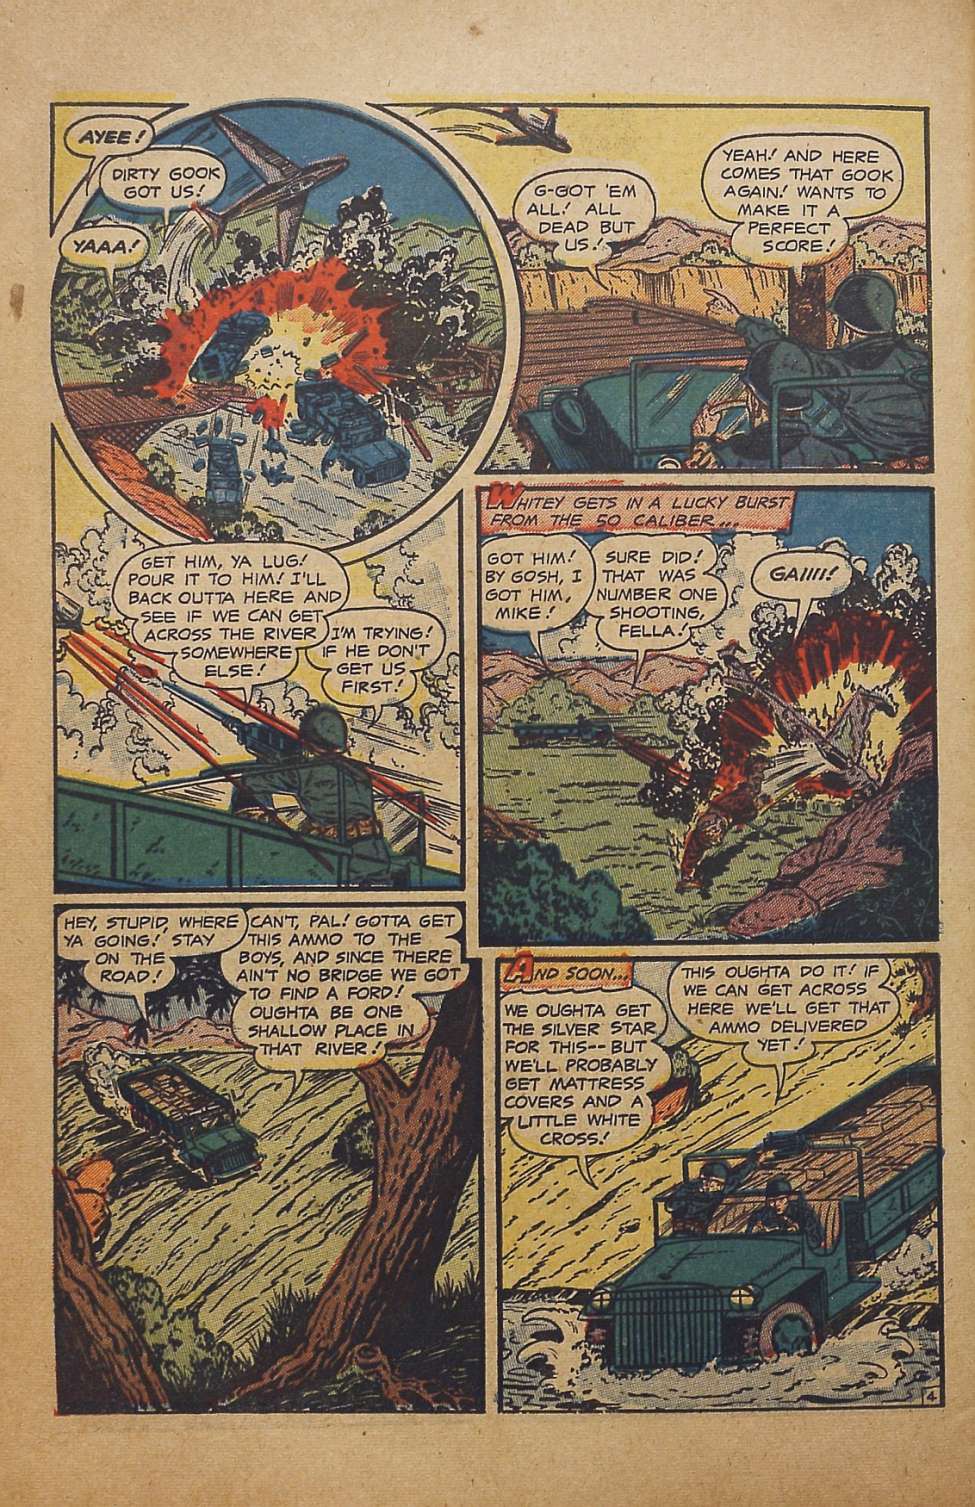 AYEE!
DIRTY GOOK
GOT US!
YAAA!
G-GOT 'EM
ALL! ALL
DEAD BUT
US!
YEAH! AND HERE
COMES THAT GOOK
AGAIN! WANTS TO
MAKE IT A
PERFECT
SCORE!
GET HIM, YA LUG!
POUR IT TO HIM! I'LL
BACK OUTTA HERE AND
SEE IF WE CAN GET
ACROSS THE RIVER
SOMEWHERE
ELSE!
I'M TRYING!
IF HE DON'T
GET US
FIRST!
WHITEY GETS IN A LUCKY BURST
FROM THE 50 CALIBER...
GOT HIM!
BY GOSH, I
GOT HIM,
MIKE!
SURE DID!
THAT WAS
NUMBER ONE
SHOOTING,
FELLA!
GAIIII!
HEY, STUPID, WHERE
YA GOING! STAY
ON THE
ROAD!
CAN'T, PAL! GOTTA GET
THIS AMMO TO THE
BOYS, AND SINCE THERE
AIN'T NO BRIDGE WE GOT
TO FIND A FORD!
OUGHTA BE ONE
SHALLOW PLACE IN
THAT RIVER!
AND SOON...
WE OUGHTA GET
THE SILVER STAR
FOR THIS-- BUT
WE'LL PROBABLY
GET MATTRESS
COVERS AND A
LITTLE WHITE
CROSS!
THIS OUGHTA DO IT! IF
WE CAN GET ACROSS
HERE WE'LL GET THAT
AMMO DELIVERED
YET!
4